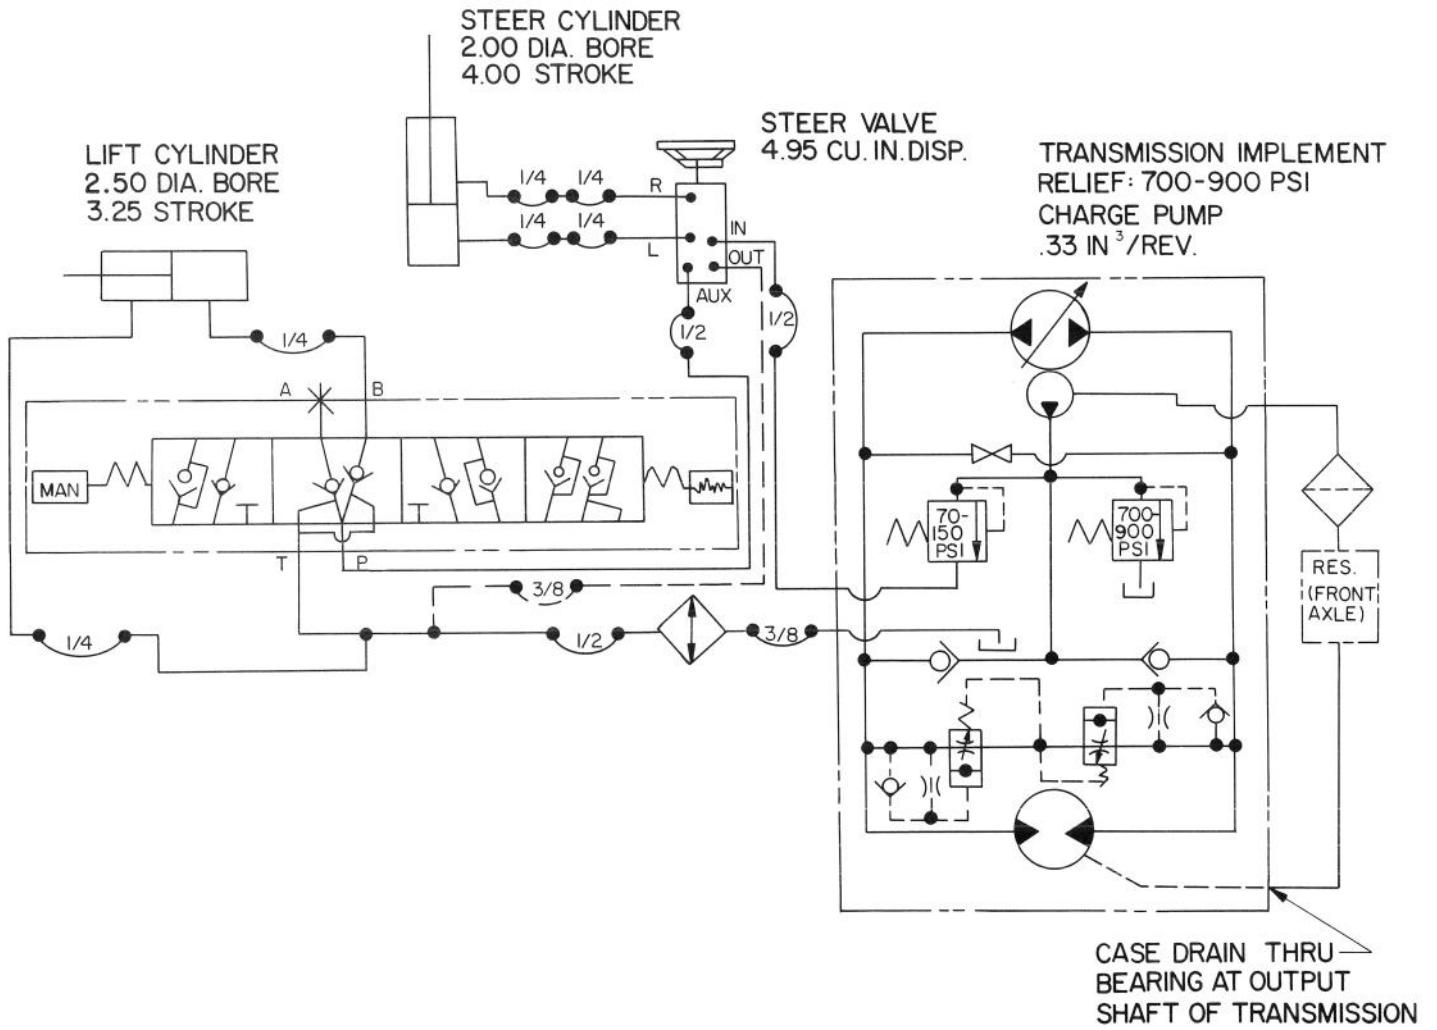 STEER CYLINDER
2.00 DIA. BORE
4.00 STROKE
STEER VALVE
4.95 CU. IN. DISP.
LIFT CYLINDER
2.50 DIA. BORE
3.25 STROKE
TRANSMISSION IMPLEMENT
RELIEF: 700-900 PSI
CHARGE PUMP
.33 IN³/REV.
1/4
1/4
R
1/4
1/4
L
IN
OUT
AUX
1/2
1/2
1/4
A
B
MAN
T
P
3/8
1/4
1/2
3/8
70-
150
PSI
700-
900
PSI
RES.
(FRONT
AXLE)
CASE DRAIN THRU
BEARING AT OUTPUT
SHAFT OF TRANSMISSION